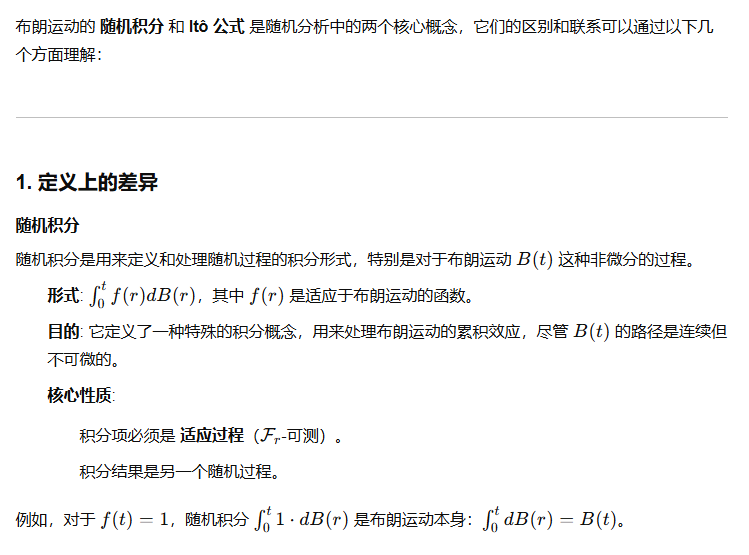 布朗运动的 随机积分 和 Itô 公式 是随机分析中的两个核心概念，它们的区别和联系可以通过以下几
个方面理解：
1. 定义上的差异
随机积分
随机积分是用来定义和处理随机过程的积分形式，特别是对于布朗运动 B(t) 这种非微分的过程。
形式: ∫₀ᵗ f(r)dB(r)，其中 f(r) 是适应于布朗运动的函数。
目的: 它定义了一种特殊的积分概念，用来处理布朗运动的累积效应，尽管 B(t) 的路径是连续但
不可微的。
核心性质:
积分项必须是 适应过程（ℱᵣ-可测）。
积分结果是另一个随机过程。
例如，对于 f(t) = 1，随机积分 ∫₀ᵗ 1 · dB(r) 是布朗运动本身：∫₀ᵗ dB(r) = B(t)。